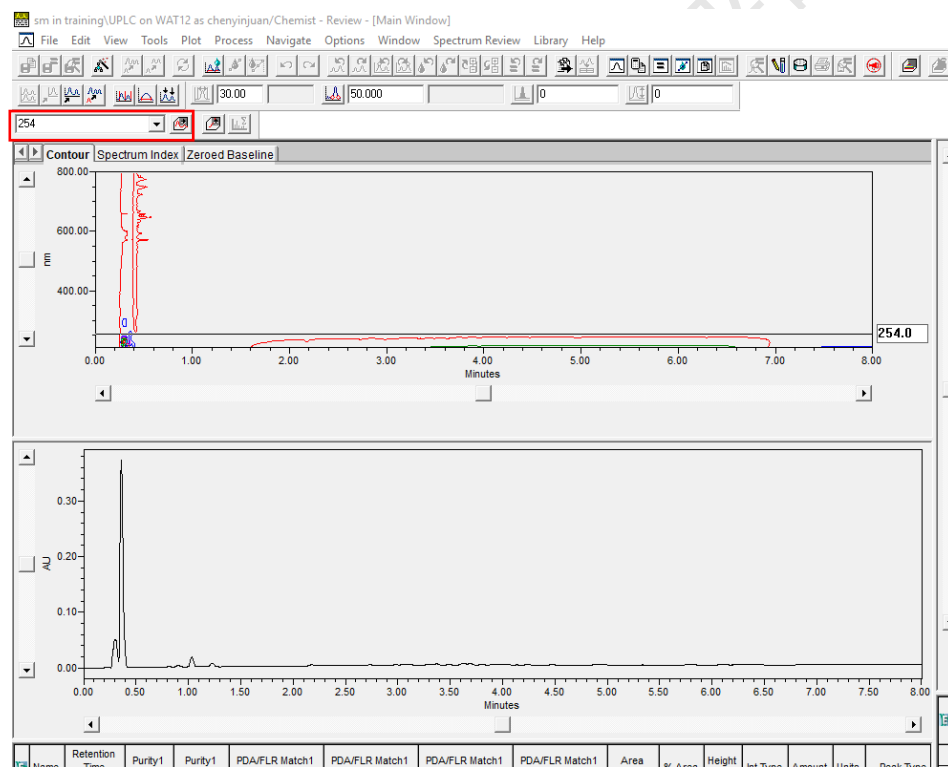 sm in training\UPLC on WAT12 as chenyinjuan/Chemist - Review - [Main Window]
File Edit View Tools Plot Process Navigate Options Window Spectrum Review Library Help
30.00 50.000 0 0
254
Contour Spectrum Index Zeroed Baseline
800.00
600.00
nm
400.00
254.0
0.00 1.00 2.00 3.00 4.00 5.00 6.00 7.00 8.00
Minutes
0.30
AU
0.20
0.10
0.00
0.00 0.50 1.00 1.50 2.00 2.50 3.00 3.50 4.00 4.50 5.00 5.50 6.00 6.50 7.00 7.50 8.00
Minutes
Name Retention Time Purity1 Purity1 PDA/FLR Match1 PDA/FLR Match1 PDA/FLR Match1 PDA/FLR Match1 Area % Area Height Int Type Amount Units Peak Type